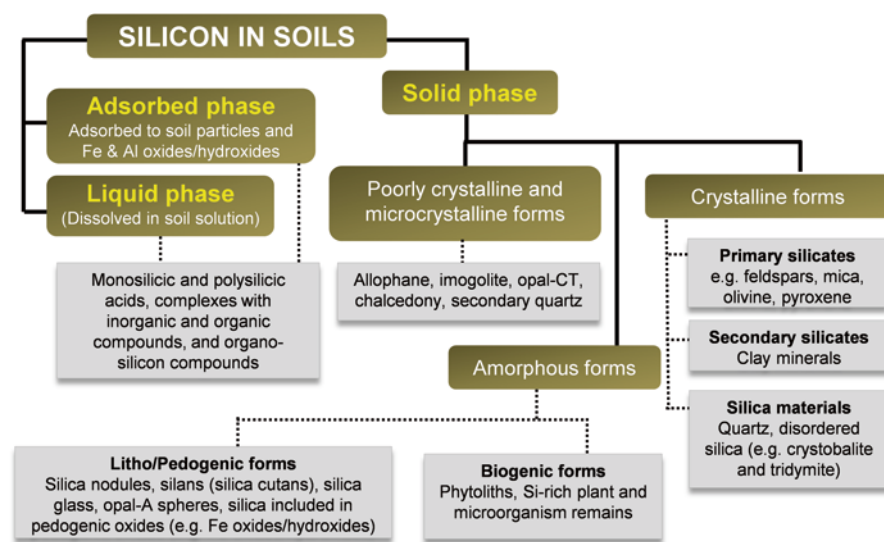 SILICON IN SOILS
Adsorbed phase
Adsorbed to soil particles and
Fe & Al oxides/hydroxides
Liquid phase
(Dissolved in soil solution)
Monosilicic and polysilicic
acids, complexes with
inorganic and organic
compounds, and organo-
silicon compounds
Solid phase
Poorly crystalline and
microcrystalline forms
Allophane, imogolite, opal-CT,
chalcedony, secondary quartz
Crystalline forms
Primary silicates
e.g. feldspars, mica,
olivine, pyroxene
Secondary silicates
Clay minerals
Silica materials
Quartz, disordered
silica (e.g. crystobalite
and tridymite)
Amorphous forms
Litho/Pedogenic forms
Silica nodules, silans (silica cutans), silica
glass, opal-A spheres, silica included in
pedogenic oxides (e.g. Fe oxides/hydroxides)
Biogenic forms
Phytoliths, Si-rich plant and
microorganism remains